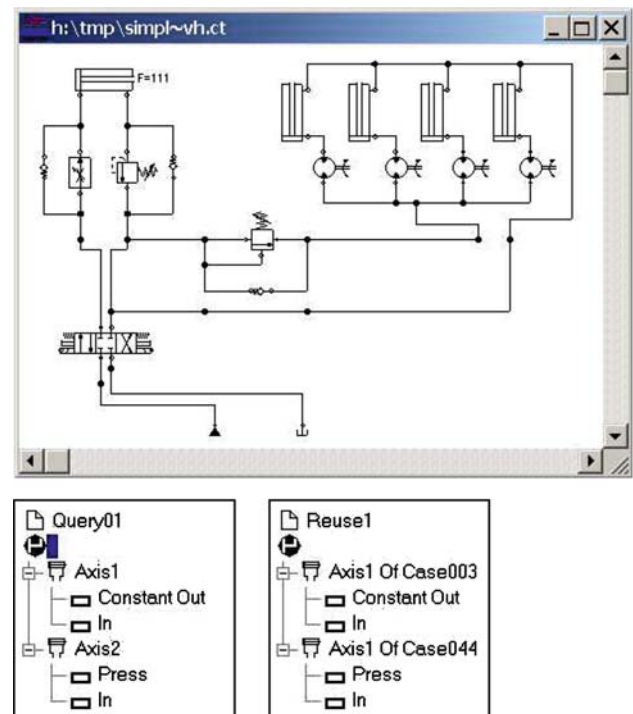 h:\tmp\simpl~vh.ct
F=111
Query01
Axis1
Constant Out
In
Axis2
Press
In
Reuse1
Axis1 Of Case003
Constant Out
In
Axis1 Of Case044
Press
In